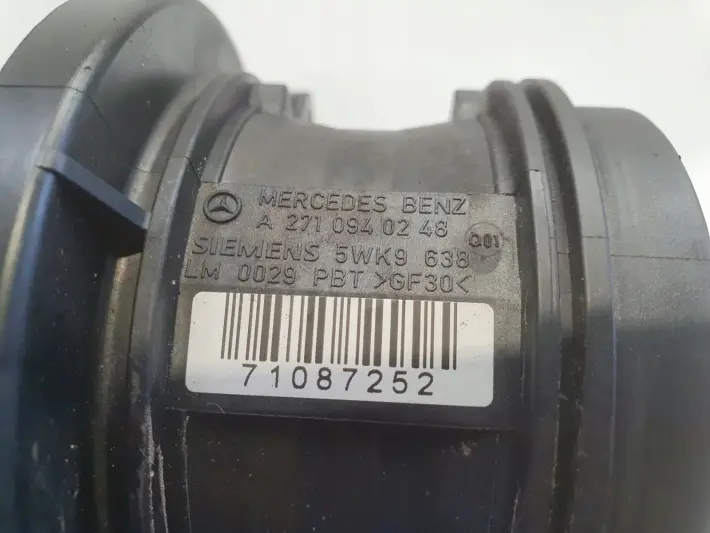 MERCEDES BENZ
A 271 094 02 48
Q01
SIEMENS 5WK9 638
LM 0029 PBT >GF30<
71087252